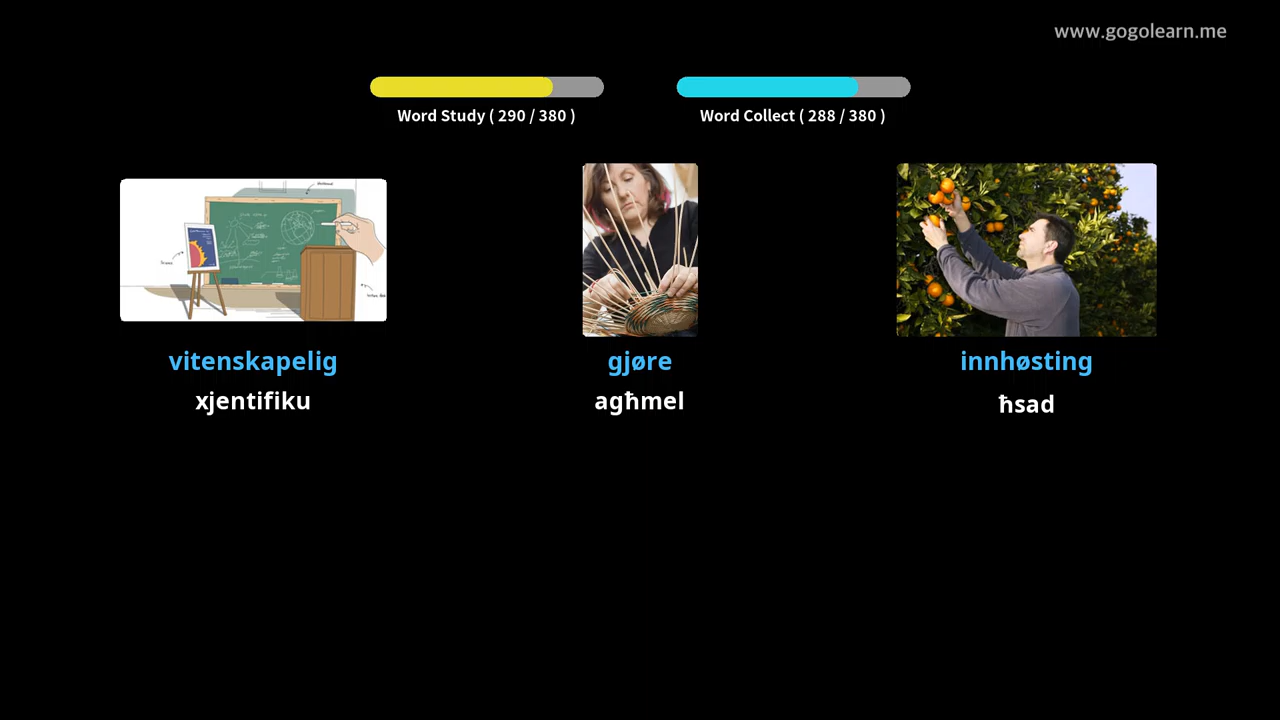 www.gogolearn.me
Word Study ( 290 / 380 )
Word Collect ( 288 / 380 )
vitenskapelig
xjentifiku
gjøre
agħmel
innhøsting
ħsad